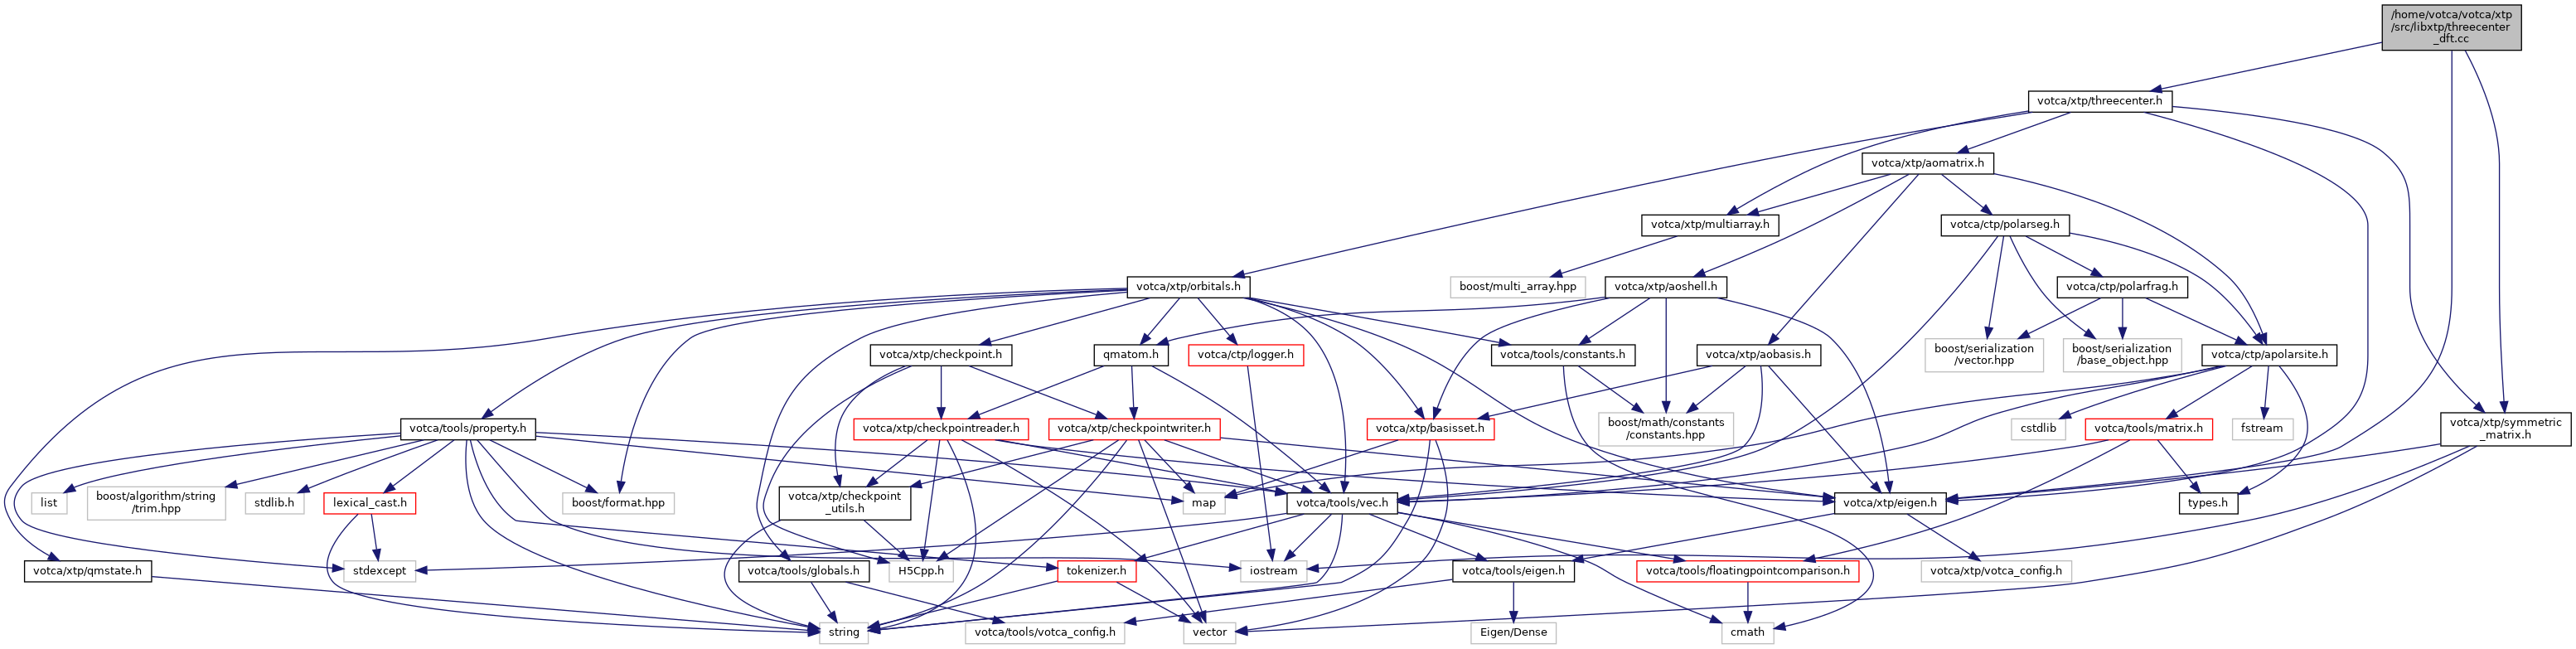 /home/votca/votca/xtp
/src/libxtp/threecenter
_dft.cc
votca/xtp/threecenter.h
votca/xtp/aomatrix.h
votca/xtp/multiarray.h
votca/ctp/polarseg.h
votca/xtp/orbitals.h
boost/multi_array.hpp
votca/xtp/aoshell.h
votca/ctp/polarfrag.h
votca/xtp/checkpoint.h
qmatom.h
votca/ctp/logger.h
votca/tools/constants.h
votca/xtp/aobasis.h
boost/serialization
/vector.hpp
boost/serialization
/base_object.hpp
votca/ctp/apolarsite.h
votca/tools/property.h
votca/xtp/checkpointreader.h
votca/xtp/checkpointwriter.h
votca/xtp/basisset.h
boost/math/constants
/constants.hpp
cstdlib
votca/tools/matrix.h
fstream
votca/xtp/symmetric
_matrix.h
list
boost/algorithm/string
/trim.hpp
stdlib.h
lexical_cast.h
boost/format.hpp
votca/xtp/checkpoint
_utils.h
map
votca/tools/vec.h
votca/xtp/eigen.h
types.h
votca/xtp/qmstate.h
stdexcept
votca/tools/globals.h
H5Cpp.h
tokenizer.h
iostream
votca/tools/eigen.h
votca/tools/floatingpointcomparison.h
votca/xtp/votca_config.h
string
votca/tools/votca_config.h
vector
Eigen/Dense
cmath